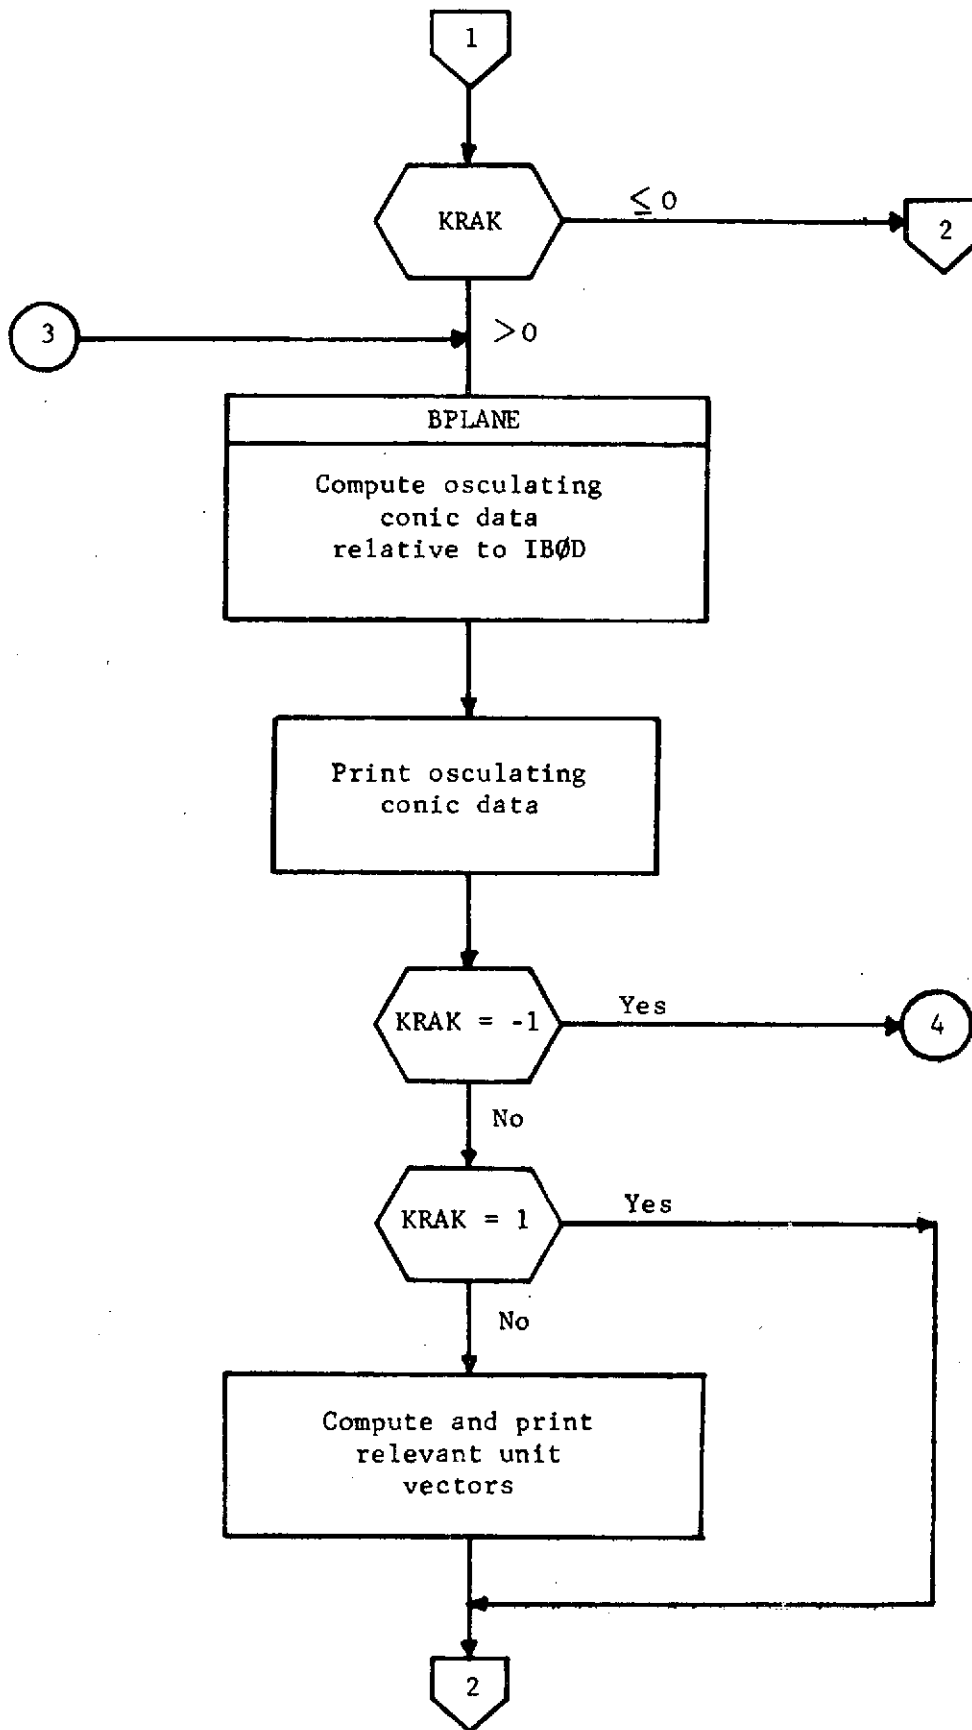 1
KRAK
≤ 0
2
3
>0
BPLANE
Compute osculating
conic data
relative to IBØD
Print osculating
conic data
KRAK = -1
Yes
4
No
KRAK = 1
Yes
No
Compute and print
relevant unit
vectors
2